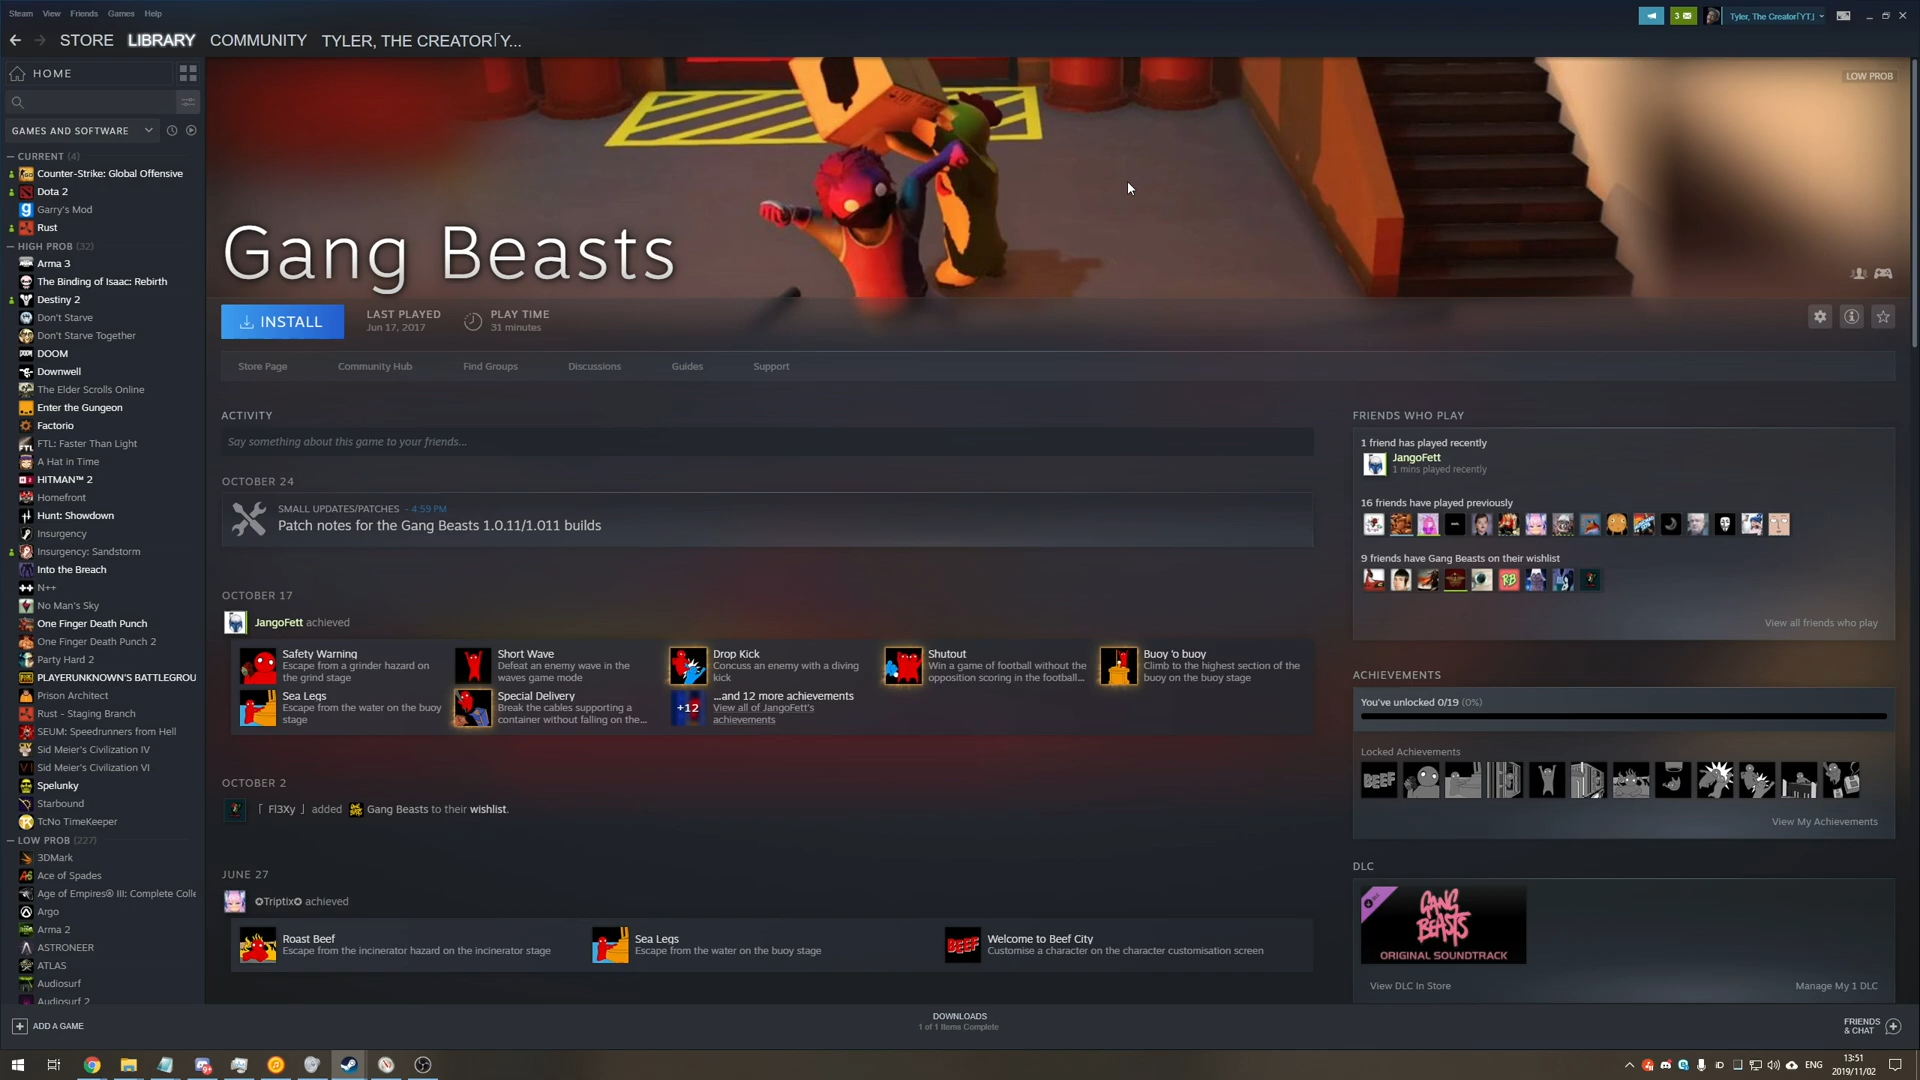 Steam View Friends Games Help
3
Tyler, The Creator「YT」
STORE LIBRARY COMMUNITY TYLER, THE CREATOR「Y...
HOME
GAMES AND SOFTWARE
CURRENT (4)
Counter-Strike: Global Offensive
Dota 2
Garry's Mod
Rust
HIGH PROB (32)
Arma 3
The Binding of Isaac: Rebirth
Destiny 2
Don't Starve
Don't Starve Together
DOOM
Downwell
The Elder Scrolls Online
Enter the Gungeon
Factorio
FTL: Faster Than Light
A Hat in Time
HITMAN™ 2
Homefront
Hunt: Showdown
Insurgency
Insurgency: Sandstorm
Into the Breach
N++
No Man's Sky
One Finger Death Punch
One Finger Death Punch 2
Party Hard 2
PLAYERUNKNOWN'S BATTLEGROU
Prison Architect
Rust - Staging Branch
SEUM: Speedrunners from Hell
Sid Meier's Civilization IV
Sid Meier's Civilization VI
Spelunky
Starbound
TcNo TimeKeeper
LOW PROB (227)
3DMark
Ace of Spades
Age of Empires® III: Complete Colle
Argo
Arma 2
ASTRONEER
ATLAS
Audiosurf
Audiosurf 2
ADD A GAME
LOW PROB
Gang Beasts
INSTALL
LAST PLAYED
Jun 17, 2017
PLAY TIME
31 minutes
Store Page Community Hub Find Groups Discussions Guides Support
ACTIVITY
Say something about this game to your friends...
OCTOBER 24
SMALL UPDATES/PATCHES - 4:59 PM
Patch notes for the Gang Beasts 1.0.11/1.011 builds
OCTOBER 17
JangoFett achieved
Safety Warning
Escape from a grinder hazard on
the grind stage
Short Wave
Defeat an enemy wave in the
waves game mode
Drop Kick
Concuss an enemy with a diving
kick
Shutout
Win a game of football without the
opposition scoring in the football...
Buoy 'o buoy
Climb to the highest section of the
buoy on the buoy stage
Sea Legs
Escape from the water on the buoy
stage
Special Delivery
Break the cables supporting a
container without falling on the...
+12
...and 12 more achievements
View all of JangoFett's
achievements
OCTOBER 2
「 Fl3Xy 」 added Gang Beasts to their wishlist.
JUNE 27
✪Triptix✪ achieved
Roast Beef
Escape from the incinerator hazard on the incinerator stage
Sea Legs
Escape from the water on the buoy stage
BEEF
Welcome to Beef City
Customise a character on the character customisation screen
FRIENDS WHO PLAY
1 friend has played recently
JangoFett
1 mins played recently
16 friends have played previously
9 friends have Gang Beasts on their wishlist
RB
View all friends who play
ACHIEVEMENTS
You've unlocked 0/19 (0%)
Locked Achievements
BEEF
View My Achievements
DLC
GANG
BEASTS
ORIGINAL SOUNDTRACK
View DLC In Store
Manage My 1 DLC
DOWNLOADS
1 of 1 Items Complete
FRIENDS
& CHAT
ENG
13:51
2019/11/02